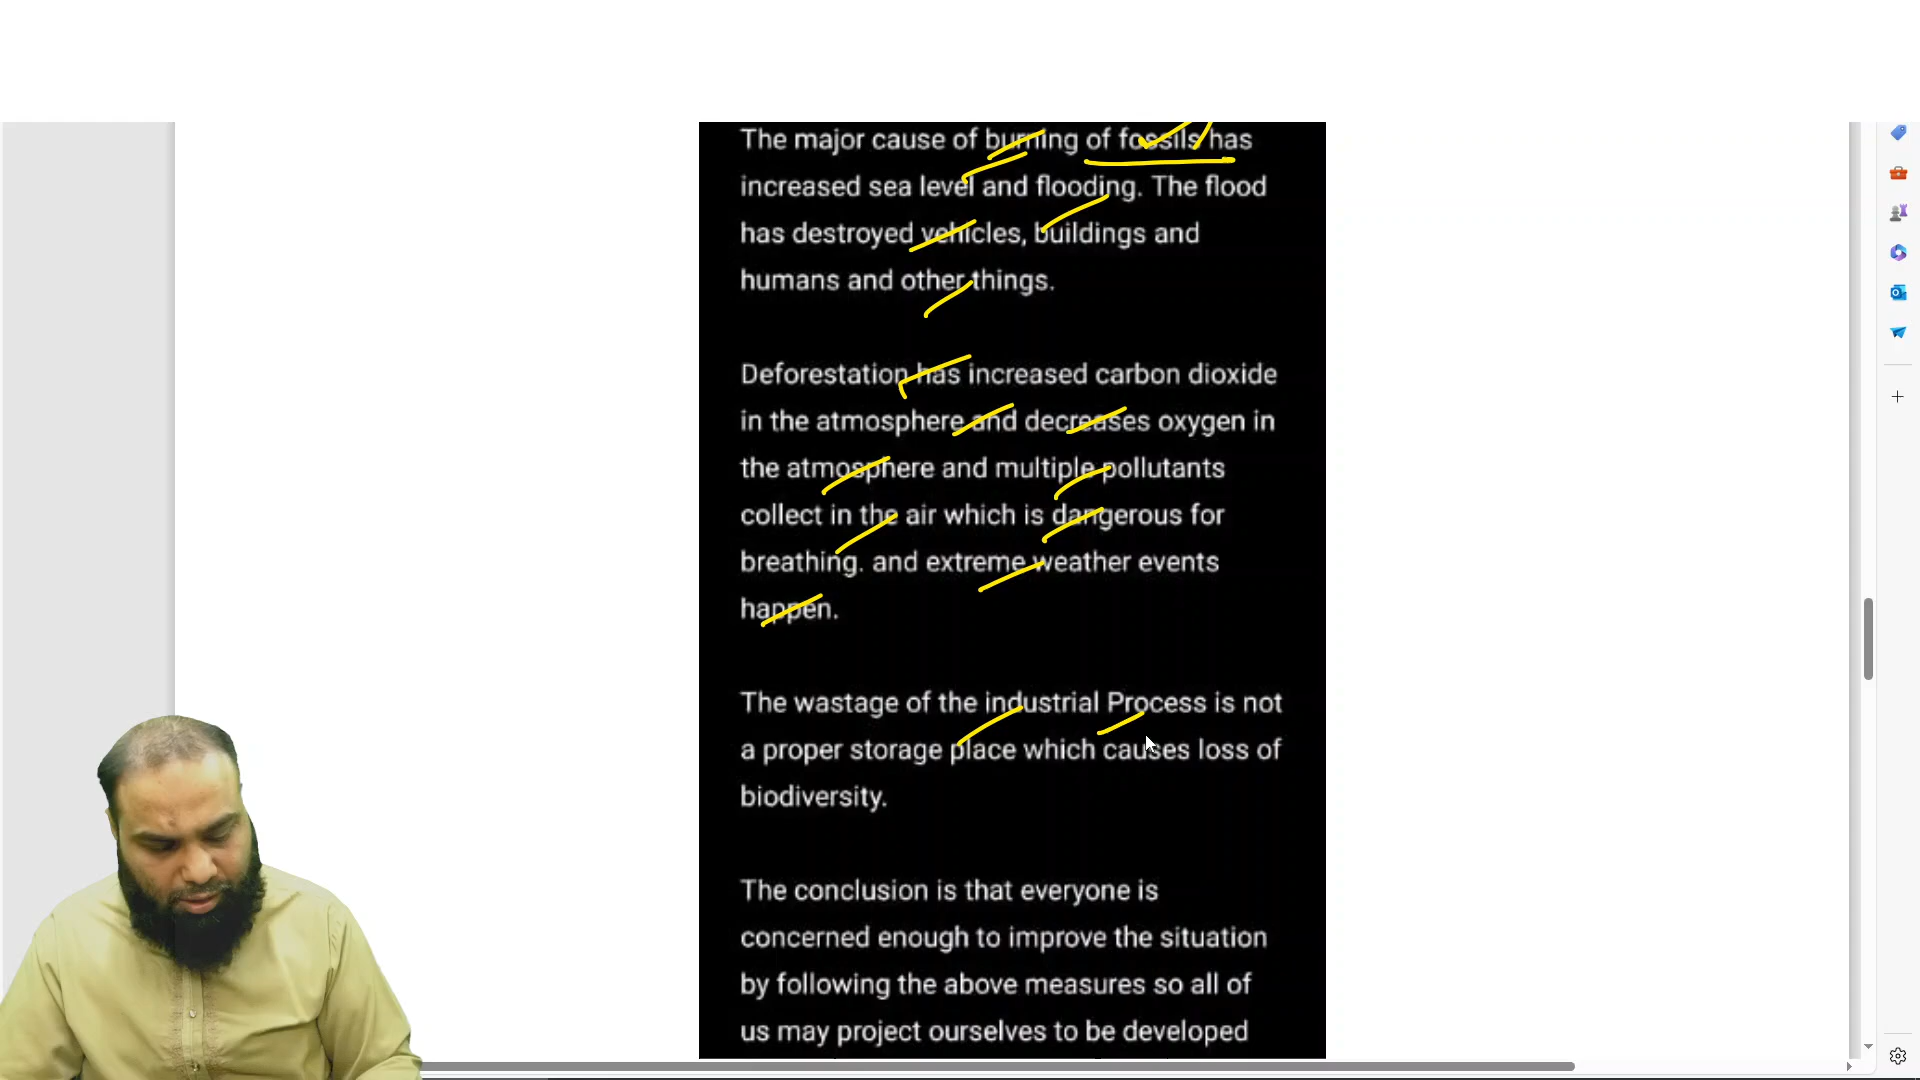 The major cause of burning of fossils has
increased sea level and flooding. The flood
has destroyed vehicles, buildings and
humans and other things.
Deforestation has increased carbon dioxide
in the atmosphere and decreases oxygen in
the atmosphere and multiple pollutants
collect in the air which is dangerous for
breathing. and extreme weather events
happen.
The wastage of the industrial Process is not
a proper storage place which causes loss of
biodiversity.
The conclusion is that everyone is
concerned enough to improve the situation
by following the above measures so all of
us may project ourselves to be developed